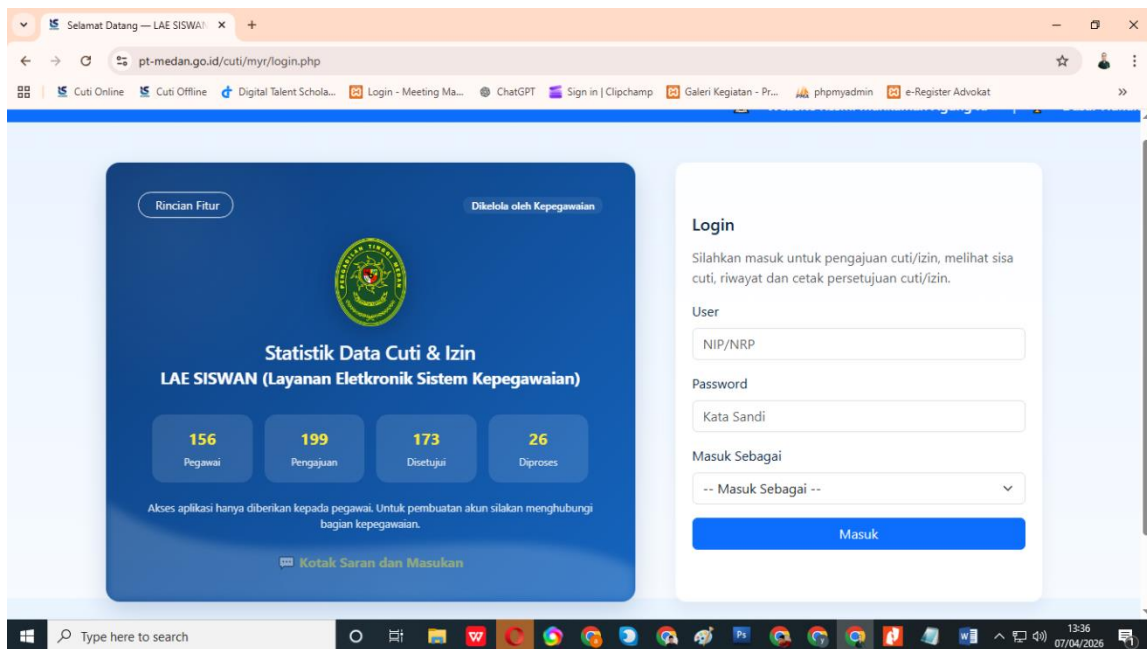 Selamat Datang — LAE SISWAN
pt-medan.go.id/cuti/myr/login.php
Cuti Online
Cuti Offline
Digital Talent Schola...
Login - Meeting Ma...
ChatGPT
Sign in | Clipchamp
Galeri Kegiatan - Pr...
phpmyadmin
e-Register Advokat
Rincian Fitur
Dikelola oleh Kepegawaian
PENGADILAN TINGGI MEDAN
Statistik Data Cuti & Izin
LAE SISWAN (Layanan Eletkronik Sistem Kepegawaian)
156
Pegawai
199
Pengajuan
173
Disetujui
26
Diproses
Akses aplikasi hanya diberikan kepada pegawai. Untuk pembuatan akun silakan menghubungi
bagian kepegawaian.
Kotak Saran dan Masukan
Login
Silahkan masuk untuk pengajuan cuti/izin, melihat sisa
cuti, riwayat dan cetak persetujuan cuti/izin.
User
NIP/NRP
Password
Kata Sandi
Masuk Sebagai
-- Masuk Sebagai --
Masuk
Type here to search
13:36
07/04/2026